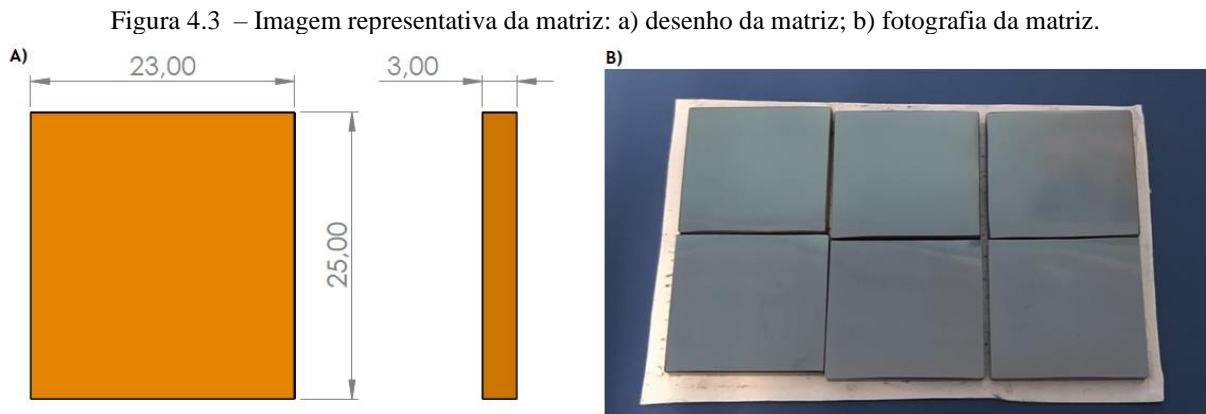 Figura 4.3 – Imagem representativa da matriz: a) desenho da matriz; b) fotografia da matriz.
A)
23,00
3,00
25,00
B)